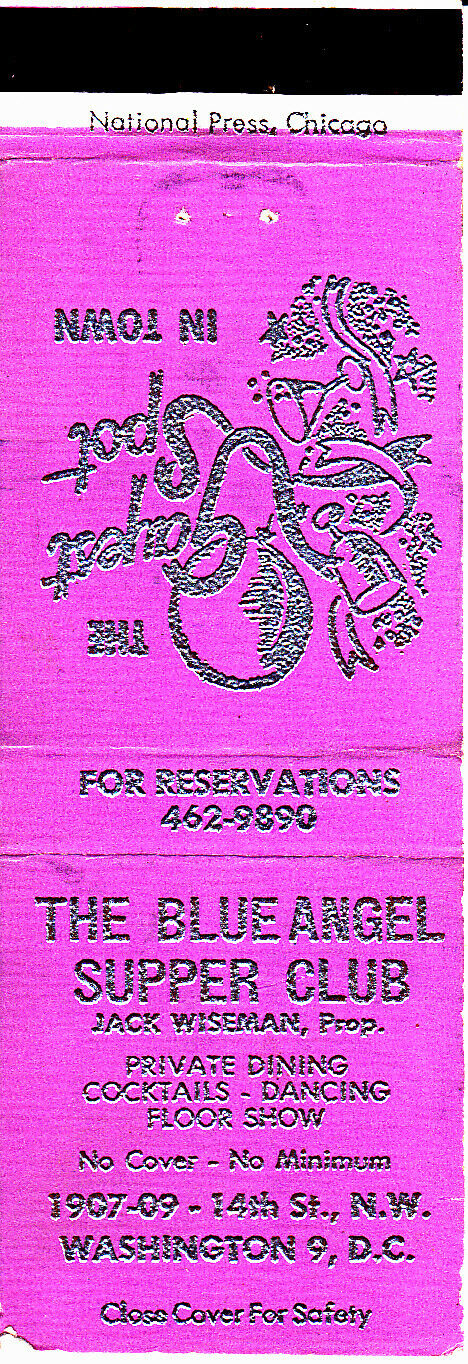 National Press, Chicago
THE
Gayest
Spot
IN TOWN
FOR RESERVATIONS
462-9890
THE BLUE ANGEL
SUPPER CLUB
JACK WISEMAN, Prop.
PRIVATE DINING
COCKTAILS - DANCING
FLOOR SHOW
No Cover - No Minimum
1907-09 - 14th St., N.W.
WASHINGTON 9, D.C.
Close Cover For Safety